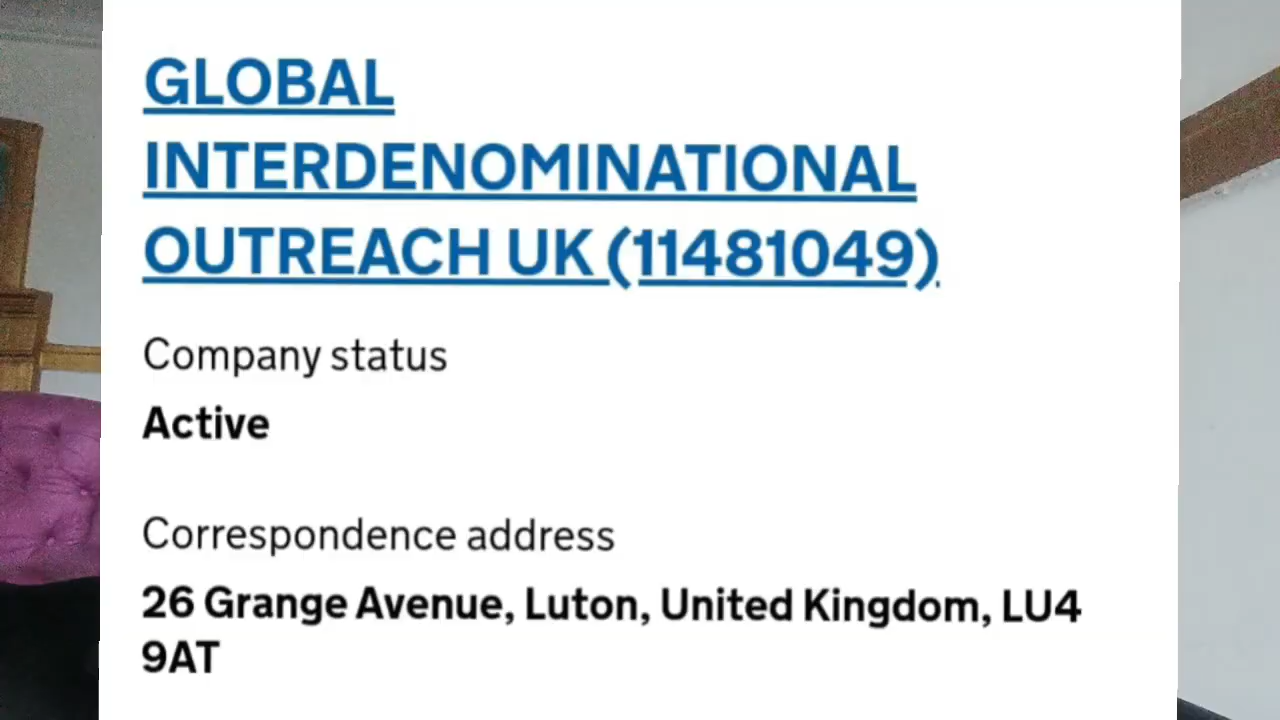 GLOBAL
INTERDENOMINATIONAL
OUTREACH UK (11481049)
Company status
Active
Correspondence address
26 Grange Avenue, Luton, United Kingdom, LU4
9AT